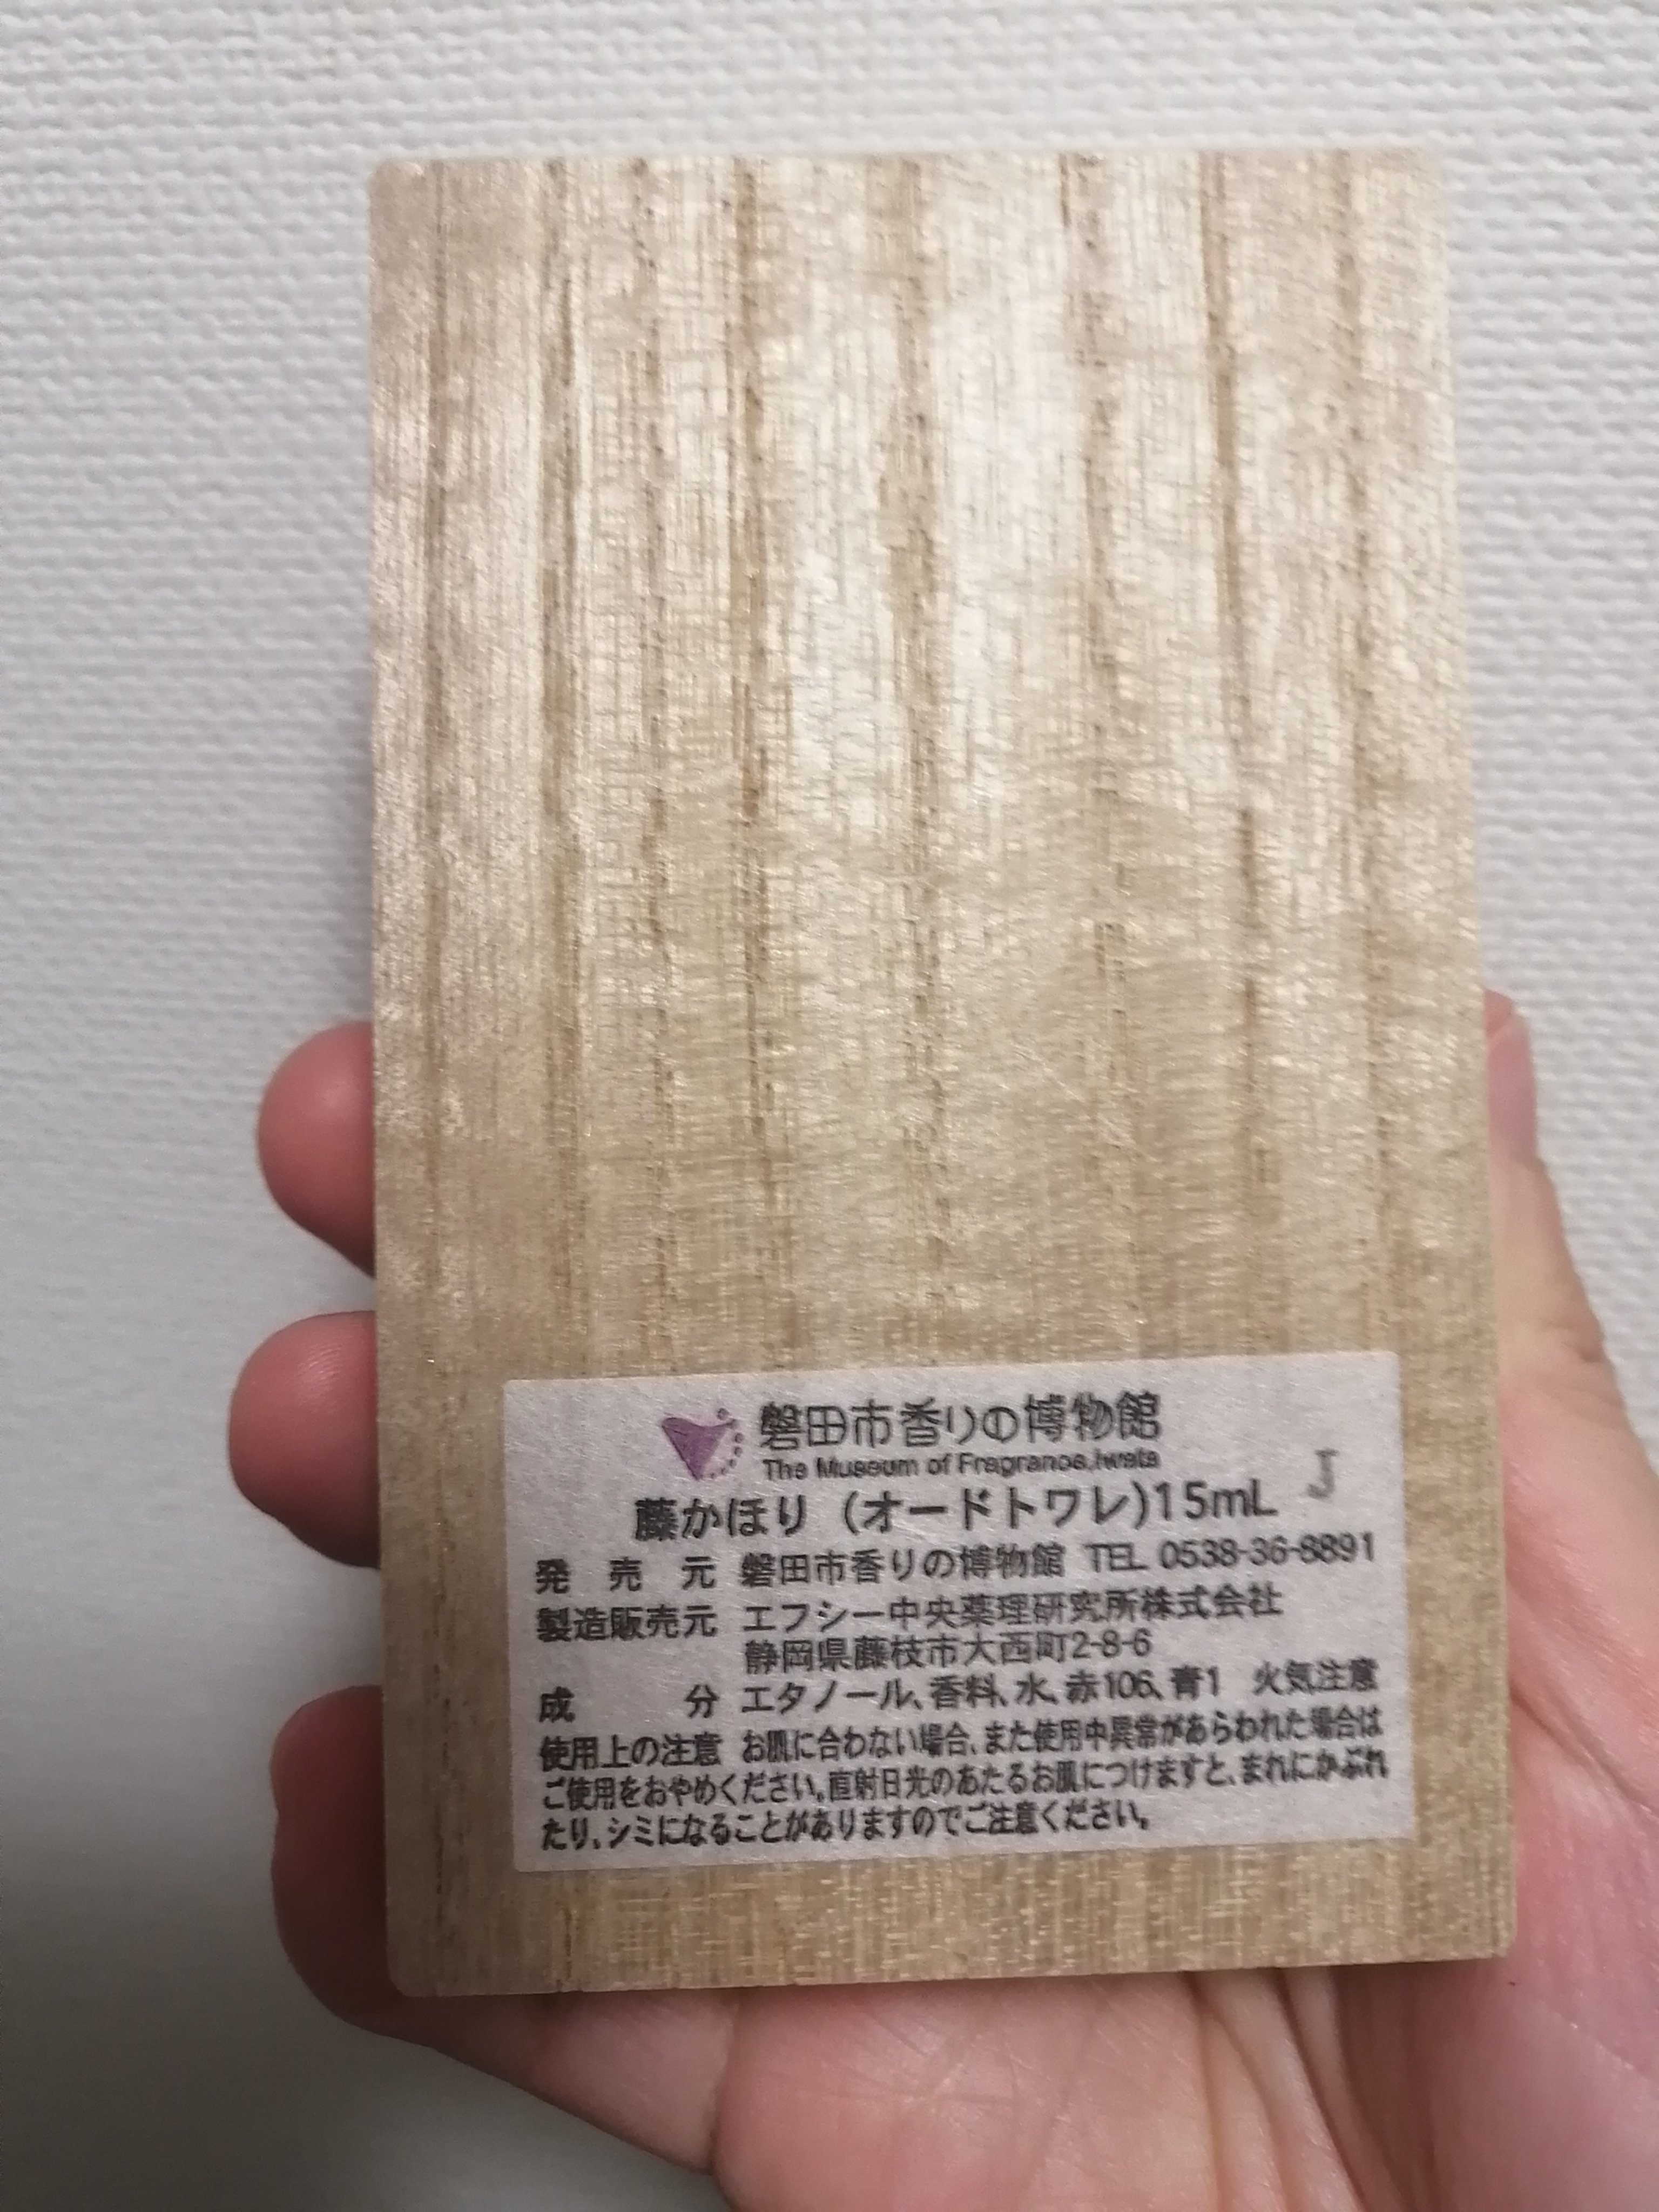 磐田市香りの博物館
The Museum of Fragrance,Iwata
J
藤かほり (オードトワレ)15mL
発売元 磐田市香りの博物館 TEL 0538-36-8891
製造販売元 エフシー中央薬理研究所株式会社
静岡県藤枝市大西町2-8-6
成分 エタノール、香料、水、赤106、青1 火気注意
使用上の注意 お肌に合わない場合、また使用中異常があらわれた場合は
ご使用をおやめください。直射日光のあたるお肌につけますと、まれにかぶれ
たり、シミになることがありますのでご注意ください。